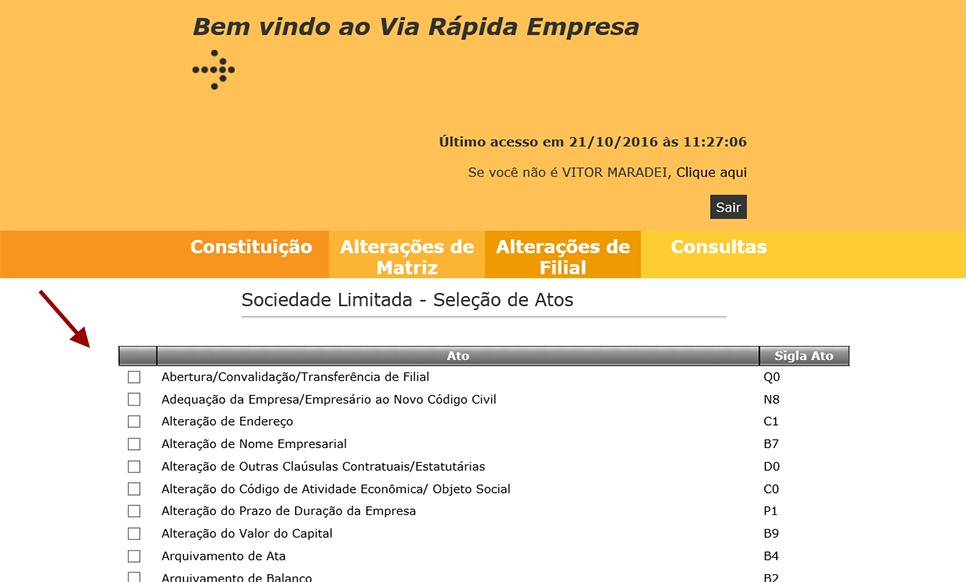 Bem vindo ao Via Rápida Empresa
Último acesso em 21/10/2016 às 11:27:06
Se você não é VITOR MARADEI, Clique aqui
Sair
Constituição Alterações de Matriz Alterações de Filial Consultas
Sociedade Limitada - Seleção de Atos
Ato Sigla Ato
Abertura/Convalidação/Transferência de Filial Q0
Adequação da Empresa/Empresário ao Novo Código Civil N8
Alteração de Endereço C1
Alteração de Nome Empresarial B7
Alteração de Outras Claúsulas Contratuais/Estatutárias D0
Alteração do Código de Atividade Econômica/ Objeto Social C0
Alteração do Prazo de Duração da Empresa P1
Alteração do Valor do Capital B9
Arquivamento de Ata B4
Arquivamento de Balanço B2